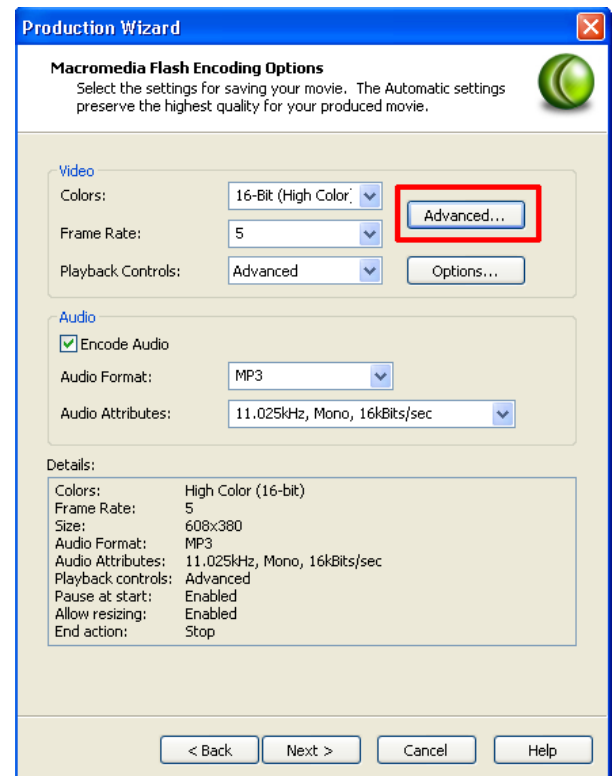 Production Wizard
Macromedia Flash Encoding Options
Select the settings for saving your movie. The Automatic settings
preserve the highest quality for your produced movie.
Video
Colors: 16-Bit (High Color)
Advanced...
Frame Rate: 5
Playback Controls: Advanced Options...
Audio
Encode Audio
Audio Format: MP3
Audio Attributes: 11.025kHz, Mono, 16kBits/sec
Details:
Colors: High Color (16-bit)
Frame Rate: 5
Size: 608x380
Audio Format: MP3
Audio Attributes: 11.025kHz, Mono, 16kBits/sec
Playback controls: Advanced
Pause at start: Enabled
Allow resizing: Enabled
End action: Stop
< Back Next > Cancel Help